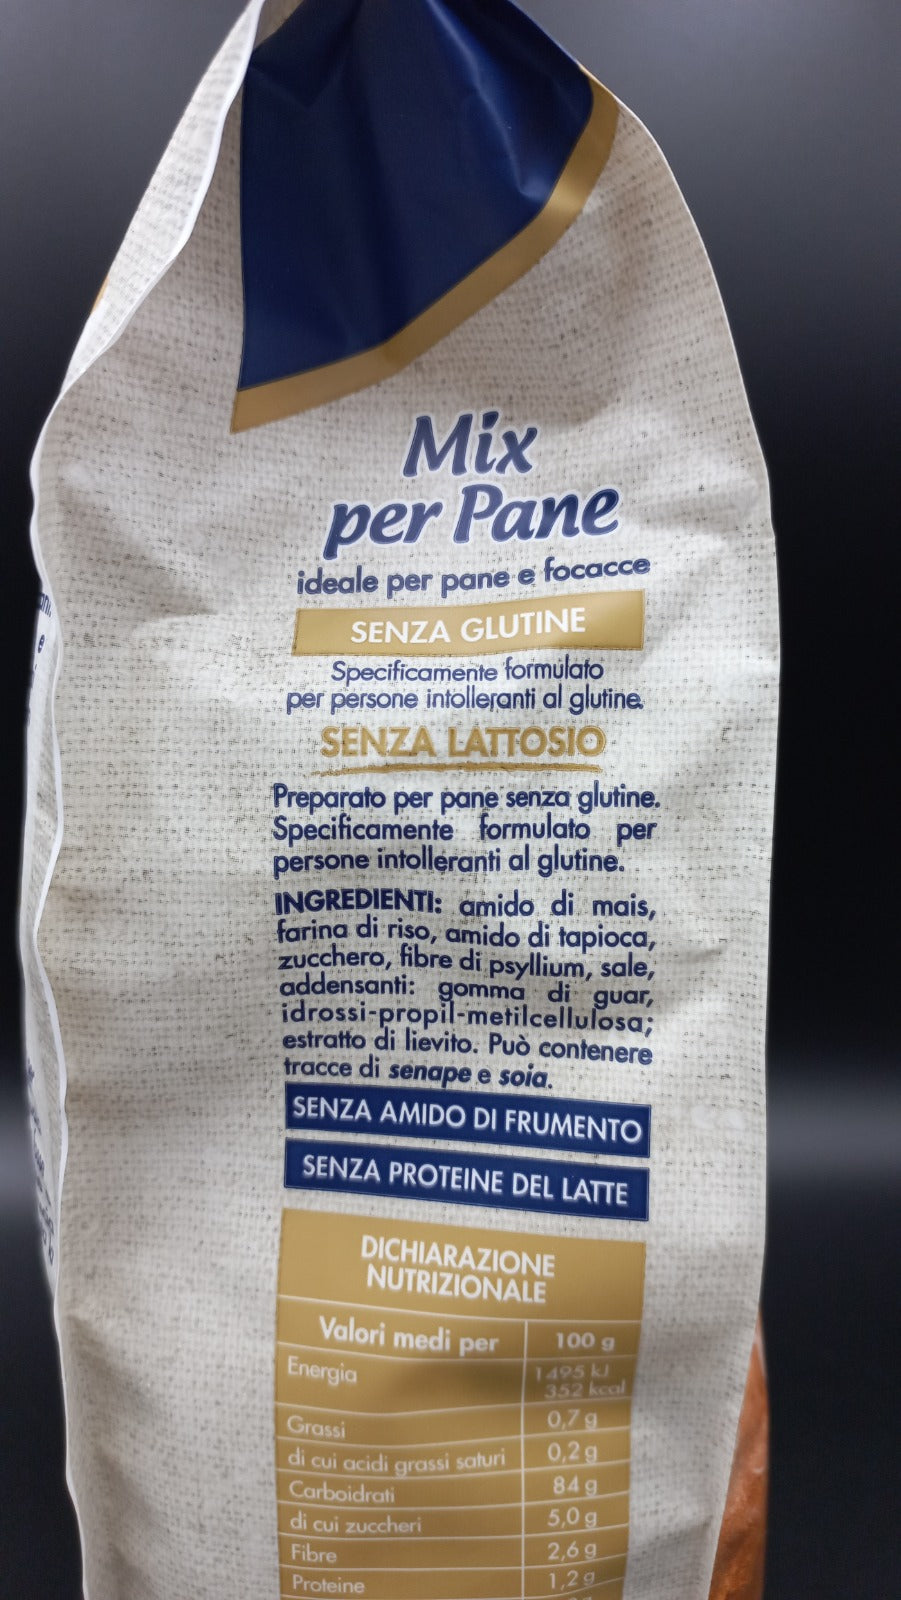 Mix
per Pane
ideale per pane e focacce
SENZA GLUTINE
Specificamente formulato
per persone intolleranti al glutine.
SENZA LATTOSIO
Preparato per pane senza glutine.
Specificamente formulato per
persone intolleranti al glutine.
INGREDIENTI: amido di mais,
farina di riso, amido di tapioca,
zucchero, fibre di psyllium, sale,
addensanti: gomma di guar,
idrossi-propil-metilcellulosa;
estratto di lievito. Può contenere
tracce di senape e soia.
SENZA AMIDO DI FRUMENTO
SENZA PROTEINE DEL LATTE
DICHIARAZIONE
NUTRIZIONALE
Valori medi per 100 g
Energia 1495 kJ
352 kcal
Grassi 0,7 g
di cui acidi grassi saturi 0,2 g
Carboidrati 84 g
di cui zuccheri 5,0 g
Fibre 2,6 g
Proteine 1,2 g